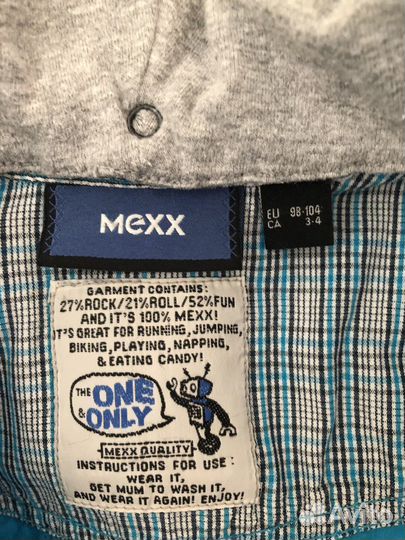 MEXX
EU 98-104
CA 3-4
GARMENT CONTAINS:
27%ROCK/21%ROLL/52%FUN
AND IT'S 100% MEXX!
IT'S GREAT FOR RUNNING, JUMPING,
BIKING, PLAYING, NAPPING,
& EATING CANDY!
THE ONE
& ONLY
MEXX QUALITY
INSTRUCTIONS FOR USE:
WEAR IT,
GET MUM TO WASH IT,
AND WEAR IT AGAIN! ENJOY!
Avito